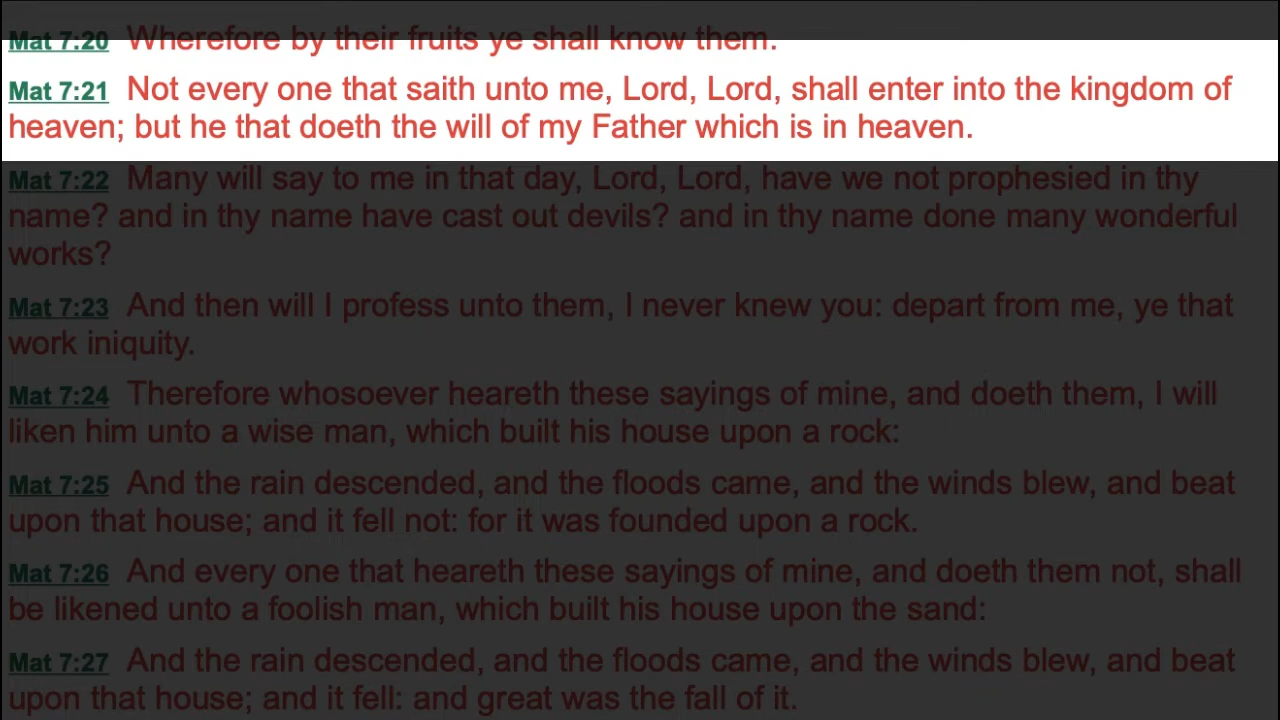 Mat 7:20 Wherefore by their fruits ye shall know them.
Mat 7:21 Not every one that saith unto me, Lord, Lord, shall enter into the kingdom of
heaven; but he that doeth the will of my Father which is in heaven.
Mat 7:22 Many will say to me in that day, Lord, Lord, have we not prophesied in thy
name? and in thy name have cast out devils? and in thy name done many wonderful
works?
Mat 7:23 And then will I profess unto them, I never knew you: depart from me, ye that
work iniquity.
Mat 7:24 Therefore whosoever heareth these sayings of mine, and doeth them, I will
liken him unto a wise man, which built his house upon a rock:
Mat 7:25 And the rain descended, and the floods came, and the winds blew, and beat
upon that house; and it fell not: for it was founded upon a rock.
Mat 7:26 And every one that heareth these sayings of mine, and doeth them not, shall
be likened unto a foolish man, which built his house upon the sand:
Mat 7:27 And the rain descended, and the floods came, and the winds blew, and beat
upon that house; and it fell: and great was the fall of it.